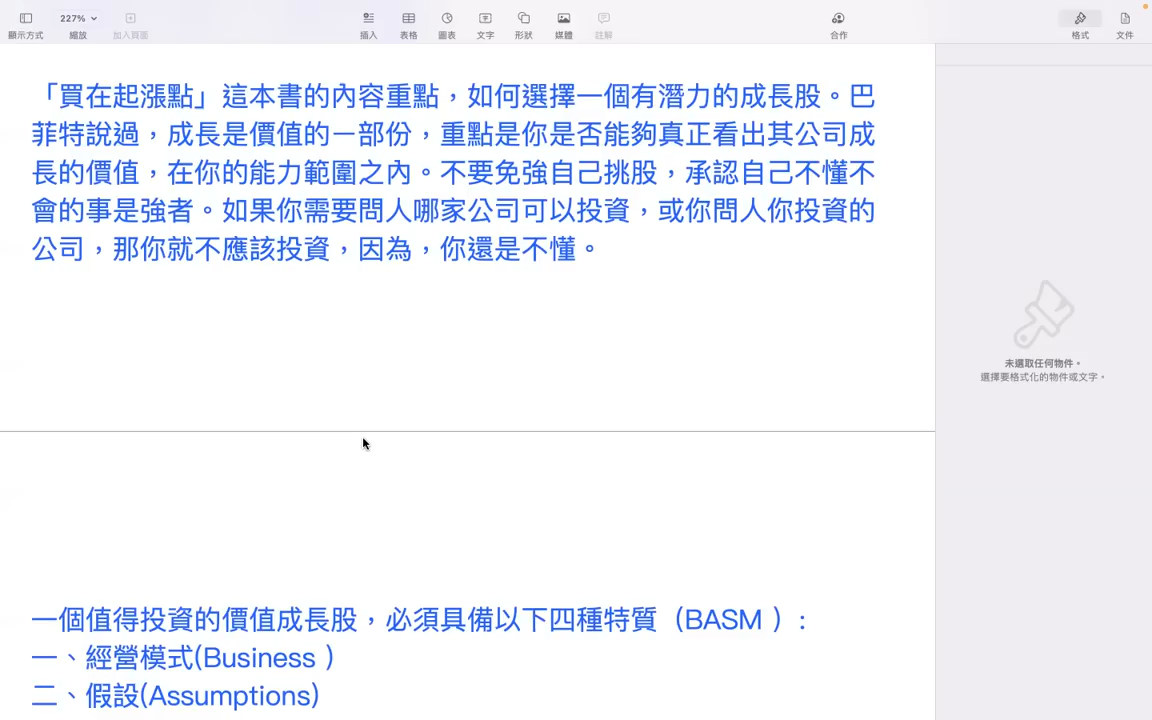 227%
顯示方式
縮放
加入頁面
插入
表格
圖表
文字
形狀
媒體
註解
合作
格式
文件
「買在起漲點」這本書的內容重點，如何選擇一個有潛力的成長股。巴
菲特說過，成長是價值的一部份，重點是你是否能夠真正看出其公司成
長的價值，在你的能力範圍之內。不要免強自己挑股，承認自己不懂不
會的事是強者。如果你需要問人哪家公司可以投資，或你問人你投資的
公司，那你就不應該投資，因為，你還是不懂。
未選取任何物件。
選擇要格式化的物件或文字。
一個值得投資的價值成長股，必須具備以下四種特質（BASM ）:
一、經營模式(Business )
二、假設(Assumptions)